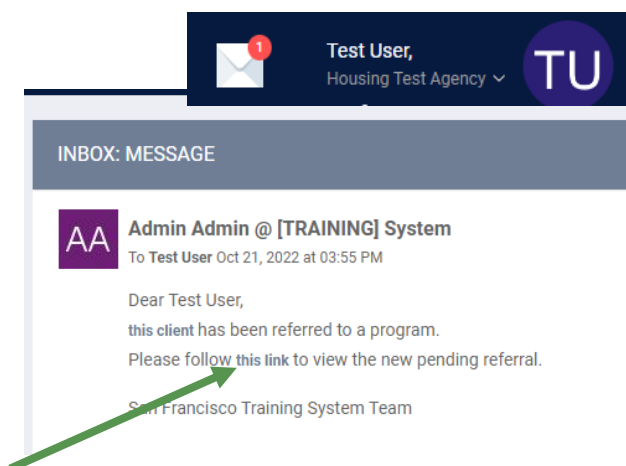 1
Test User,
Housing Test Agency
TU
INBOX: MESSAGE
AA
Admin Admin @ [TRAINING] System
To Test User Oct 21, 2022 at 03:55 PM
Dear Test User,
this client has been referred to a program.
Please follow this link to view the new pending referral.
San Francisco Training System Team